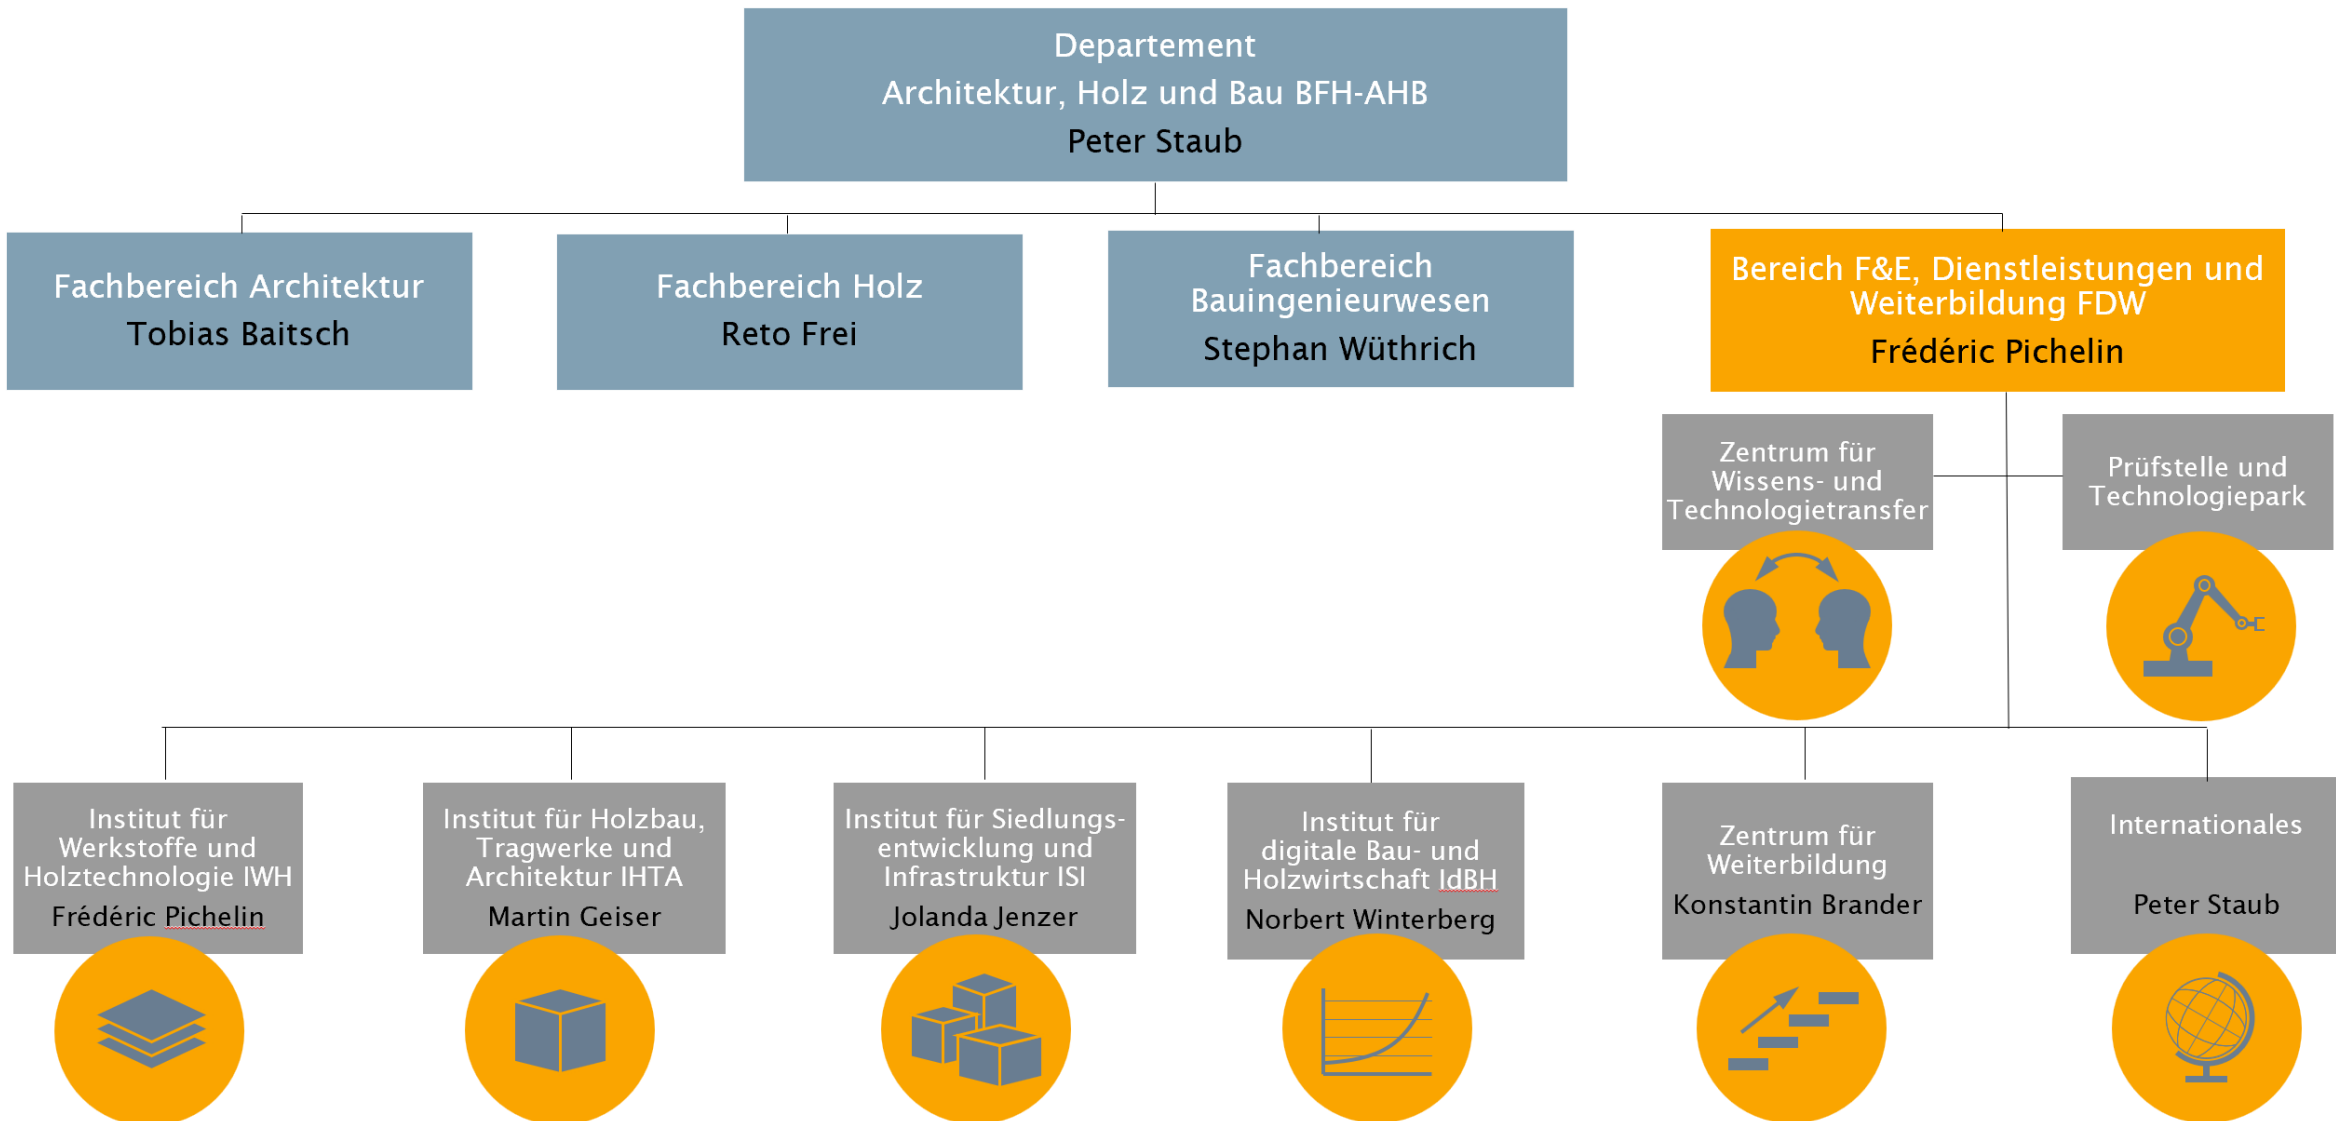 Departement
Architektur, Holz und Bau BFH-AHB
Peter Staub
Fachbereich Architektur
Tobias Baitsch
Fachbereich Holz
Reto Frei
Fachbereich
Bauingenieurwesen
Stephan Wüthrich
Bereich F&E, Dienstleistungen und
Weiterbildung FDW
Frédéric Pichelin
Zentrum für
Wissens- und
Technologietransfer
Prüfstelle und
Technologiepark
Institut für
Werkstoffe und
Holztechnologie IWH
Frédéric Pichelin
Institut für Holzbau,
Tragwerke und
Architektur IHTA
Martin Geiser
Institut für Siedlungs-
entwicklung und
Infrastruktur ISI
Jolanda Jenzer
Institut für
digitale Bau- und
Holzwirtschaft IdBH
Norbert Winterberg
Zentrum für
Weiterbildung
Konstantin Brander
Internationales
Peter Staub